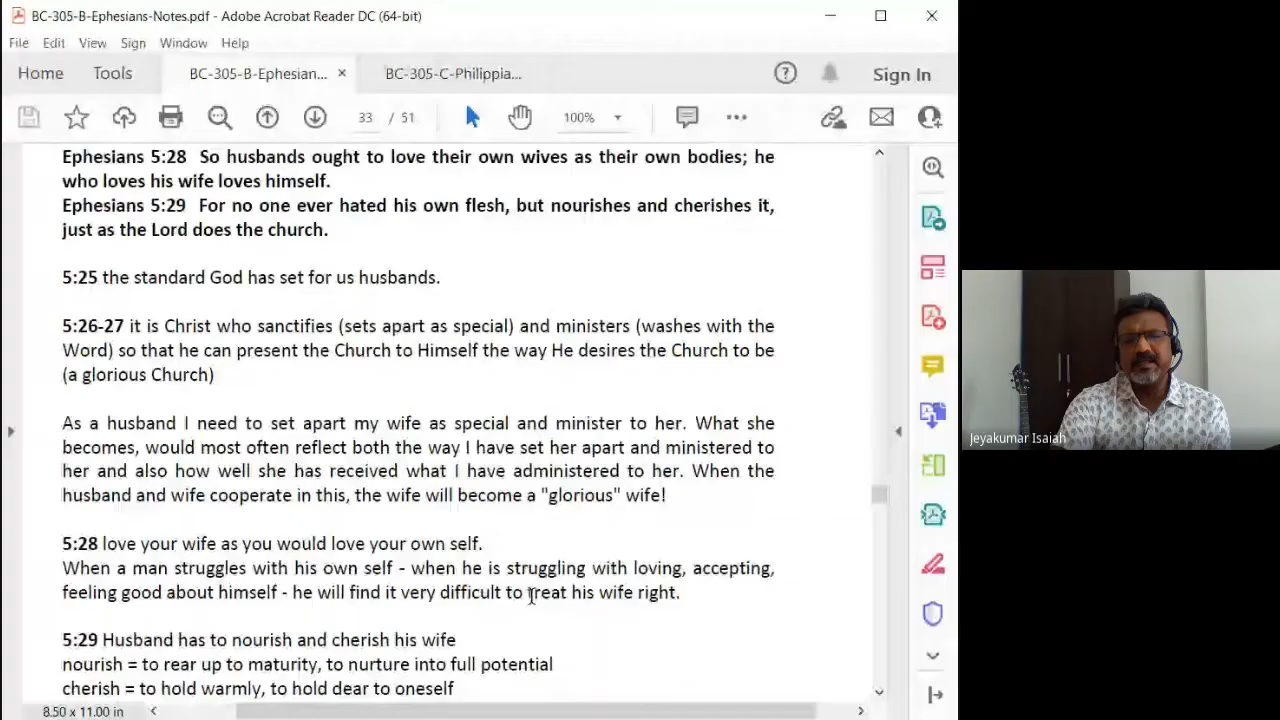 BC-305-B-Ephesians-Notes.pdf - Adobe Acrobat Reader DC (64-bit)
File Edit View Sign Window Help
Home Tools BC-305-B-Ephesian... × BC-305-C-Philippia... Sign In
33 / 51 100%
Ephesians 5:28 So husbands ought to love their own wives as their own bodies; he
who loves his wife loves himself.
Ephesians 5:29 For no one ever hated his own flesh, but nourishes and cherishes it,
just as the Lord does the church.
5:25 the standard God has set for us husbands.
5:26-27 it is Christ who sanctifies (sets apart as special) and ministers (washes with the
Word) so that he can present the Church to Himself the way He desires the Church to be
(a glorious Church)
As a husband I need to set apart my wife as special and minister to her. What she
becomes, would most often reflect both the way I have set her apart and ministered to
her and also how well she has received what I have administered to her. When the
husband and wife cooperate in this, the wife will become a "glorious" wife!
5:28 love your wife as you would love your own self.
When a man struggles with his own self - when he is struggling with loving, accepting,
feeling good about himself - he will find it very difficult to treat his wife right.
5:29 Husband has to nourish and cherish his wife
nourish = to rear up to maturity, to nurture into full potential
cherish = to hold warmly, to hold dear to oneself
8.50 x 11.00 in
Jeyakumar Isaiah